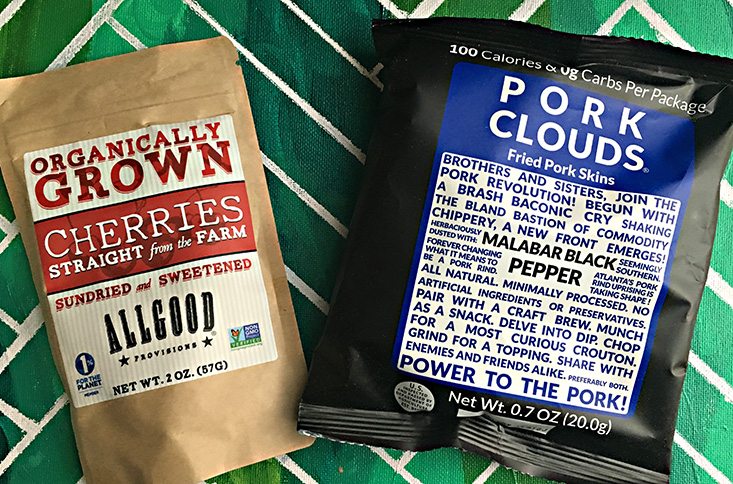 ORGANICALLY
GROWN
CHERRIES
STRAIGHT from the FARM
SUNDRIED and SWEETENED
ALLGOOD
PROVISIONS
1%
FOR THE
PLANET
MEMBER
NON
GMO
VERIFIED
NET WT. 2 OZ. (57G)
100 Calories & 0g Carbs Per Package
PORK
CLOUDS®
Fried Pork Skins
BROTHERS AND SISTERS, JOIN THE
PORK REVOLUTION! BEGUN WITH
A BRASH BACONIC CRY SHAKING
THE BLAND BASTION OF COMMODITY
CHIPPERY, A NEW FRONT EMERGES!
HERBACIOUSLY
DUSTED WITH:
FOREVER CHANGING
WHAT IT MEANS TO
BE A PORK RIND.
MALABAR BLACK
PEPPER
SEEMINGLY
SOUTHERN,
ATLANTA'S PORK
RIND UPRISING IS
TAKING SHAPE!
ALL NATURAL. MINIMALLY PROCESSED. NO
ARTIFICIAL INGREDIENTS OR PRESERVATIVES.
PAIR WITH A CRAFT BREW. MUNCH
AS A SNACK. DELVE INTO DIP. CHOP
FOR A MOST CURIOUS CROUTON.
GRIND FOR A TOPPING. SHARE WITH
ENEMIES AND FRIENDS ALIKE. PREFERABLY BOTH.
POWER TO THE PORK!
U.S.
INSPECTED
Net Wt. 0.7 OZ (20.0g)